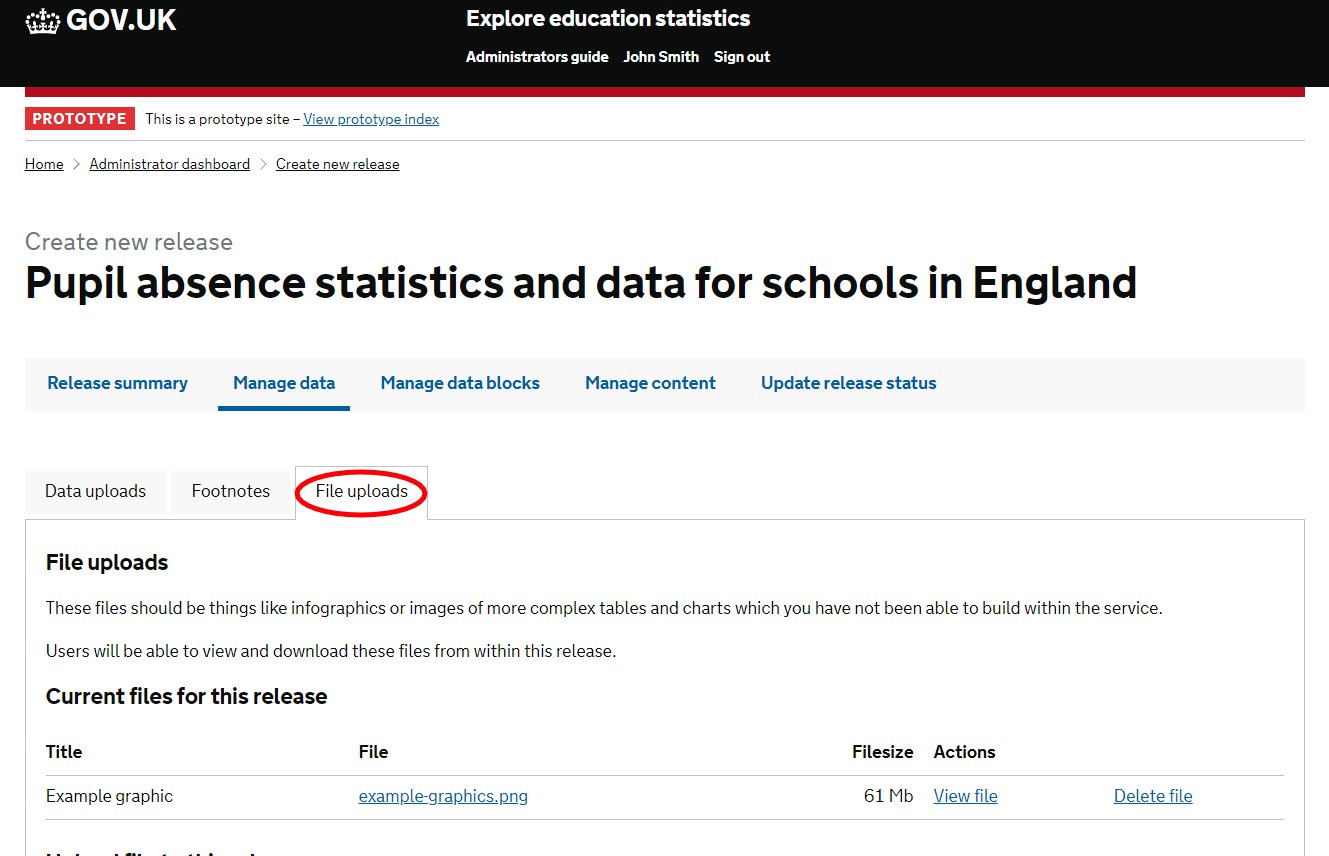 GOV.UK
Explore education statistics
Administrators guide John Smith Sign out
PROTOTYPE This is a prototype site – View prototype index
Home > Administrator dashboard > Create new release
Create new release
Pupil absence statistics and data for schools in England
Release summary Manage data Manage data blocks Manage content Update release status
Data uploads Footnotes File uploads
File uploads
These files should be things like infographics or images of more complex tables and charts which you have not been able to build within the service.
Users will be able to view and download these files from within this release.
Current files for this release
Title File Filesize Actions
Example graphic example-graphics.png 61 Mb View file Delete file